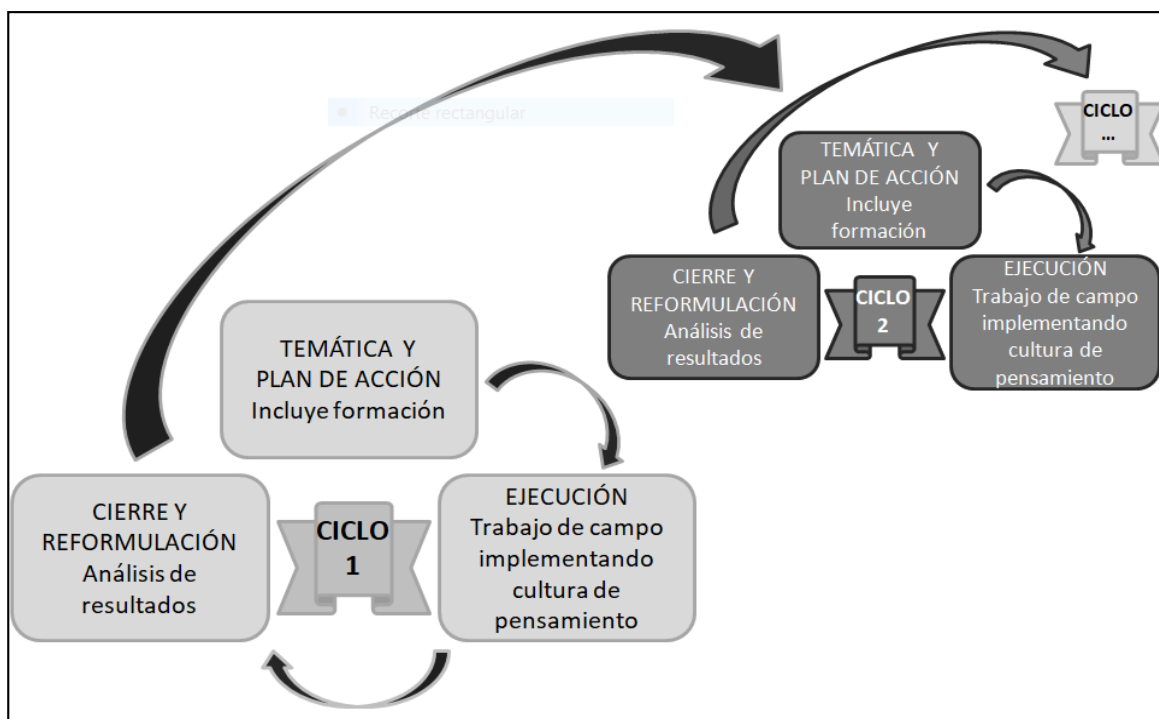 TEMÁTICA Y
PLAN DE ACCIÓN
Incluye formación
CIERRE Y
REFORMULACIÓN
Análisis de
resultados
CICLO
1
EJECUCIÓN
Trabajo de campo
implementando
cultura de
pensamiento
Recorte rectangular
TEMÁTICA Y
PLAN DE ACCIÓN
Incluye
formación
CIERRE Y
REFORMULACIÓN
Análisis de
resultados
CICLO
2
EJECUCIÓN
Trabajo de campo
implementando
cultura de
pensamiento
CICLO
...